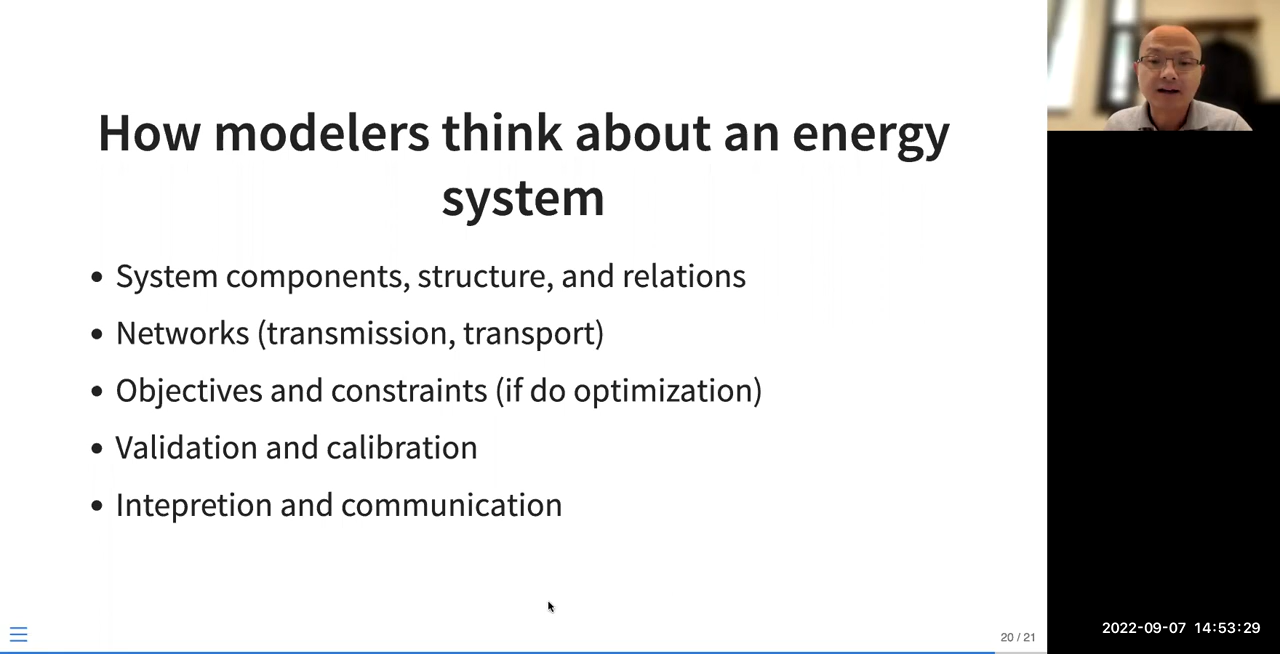 How modelers think about an energy
system
• System components, structure, and relations
• Networks (transmission, transport)
• Objectives and constraints (if do optimization)
• Validation and calibration
• Intepretion and communication
20 / 21
2022-09-07 14:53:29